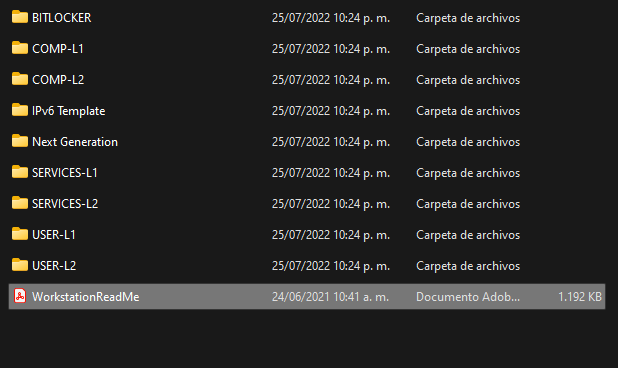 BITLOCKER 25/07/2022 10:24 p. m. Carpeta de archivos
COMP-L1 25/07/2022 10:24 p. m. Carpeta de archivos
COMP-L2 25/07/2022 10:24 p. m. Carpeta de archivos
IPv6 Template 25/07/2022 10:24 p. m. Carpeta de archivos
Next Generation 25/07/2022 10:24 p. m. Carpeta de archivos
SERVICES-L1 25/07/2022 10:24 p. m. Carpeta de archivos
SERVICES-L2 25/07/2022 10:24 p. m. Carpeta de archivos
USER-L1 25/07/2022 10:24 p. m. Carpeta de archivos
USER-L2 25/07/2022 10:24 p. m. Carpeta de archivos
WorkstationReadMe 24/06/2021 10:41 a. m. Documento Adob... 1.192 KB